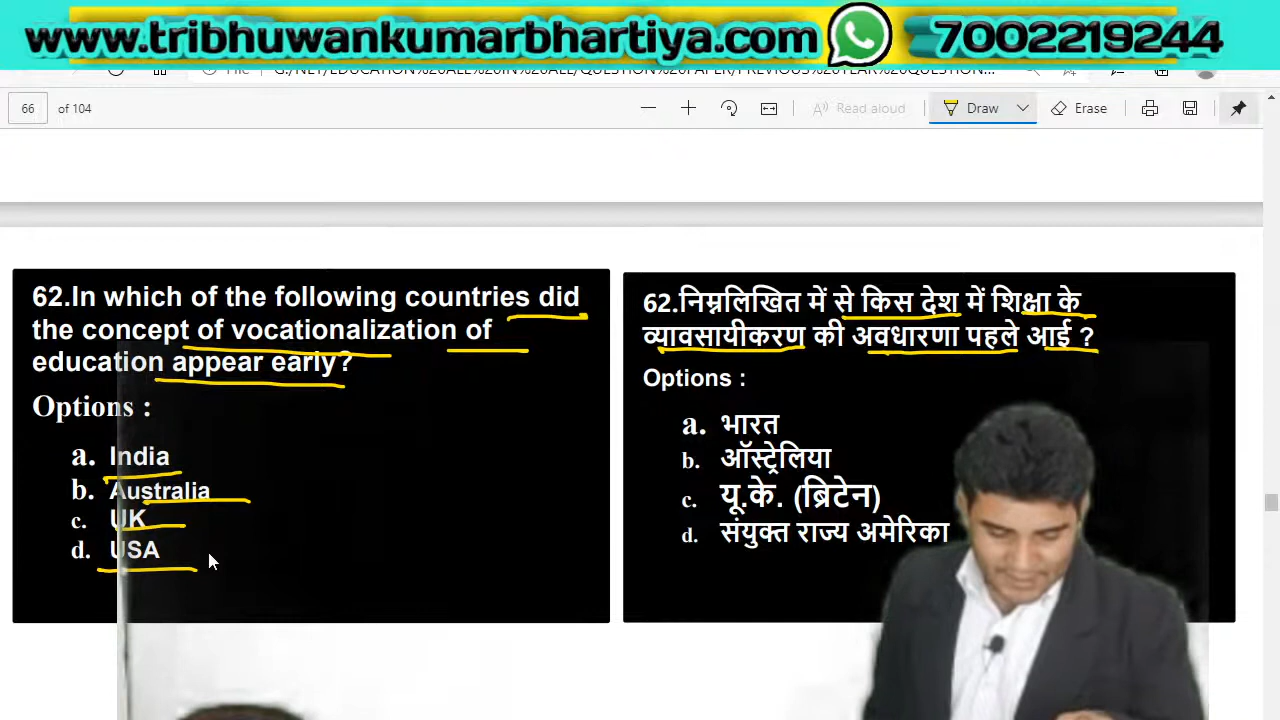 www.tribhuwankumarbhartiya.com 7002219244
66 of 104
Read aloud
Draw
Erase
62.In which of the following countries did
the concept of vocationalization of
education appear early?
Options :
a. India
b. Australia
c. UK
d. USA
62.निम्नलिखित में से किस देश में शिक्षा के
व्यावसायीकरण की अवधारणा पहले आई ?
Options :
a. भारत
b. ऑस्ट्रेलिया
c. यू.के. (ब्रिटेन)
d. संयुक्त राज्य अमेरिका